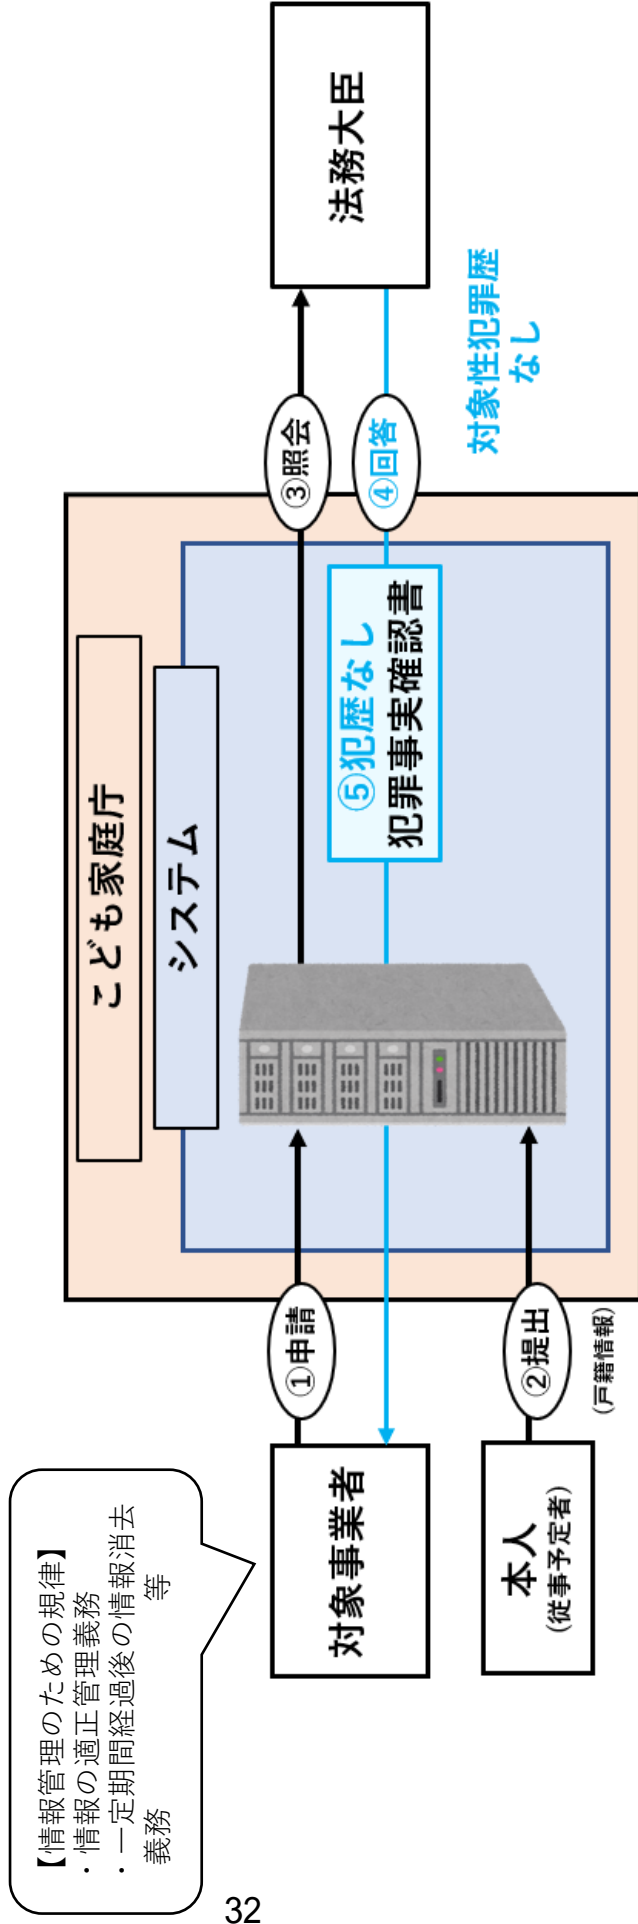 【情報管理のための規律】
・情報の適正管理義務
・一定期間経過後の情報消去
義務　　　　　　　　等
こども家庭庁
システム
対象事業者
①申請
③照会
法務大臣
④回答
⑤犯歴なし
犯罪事実確認書
対象性犯罪歴
なし
本人
(従事予定者)
②提出
(戸籍情報)
32